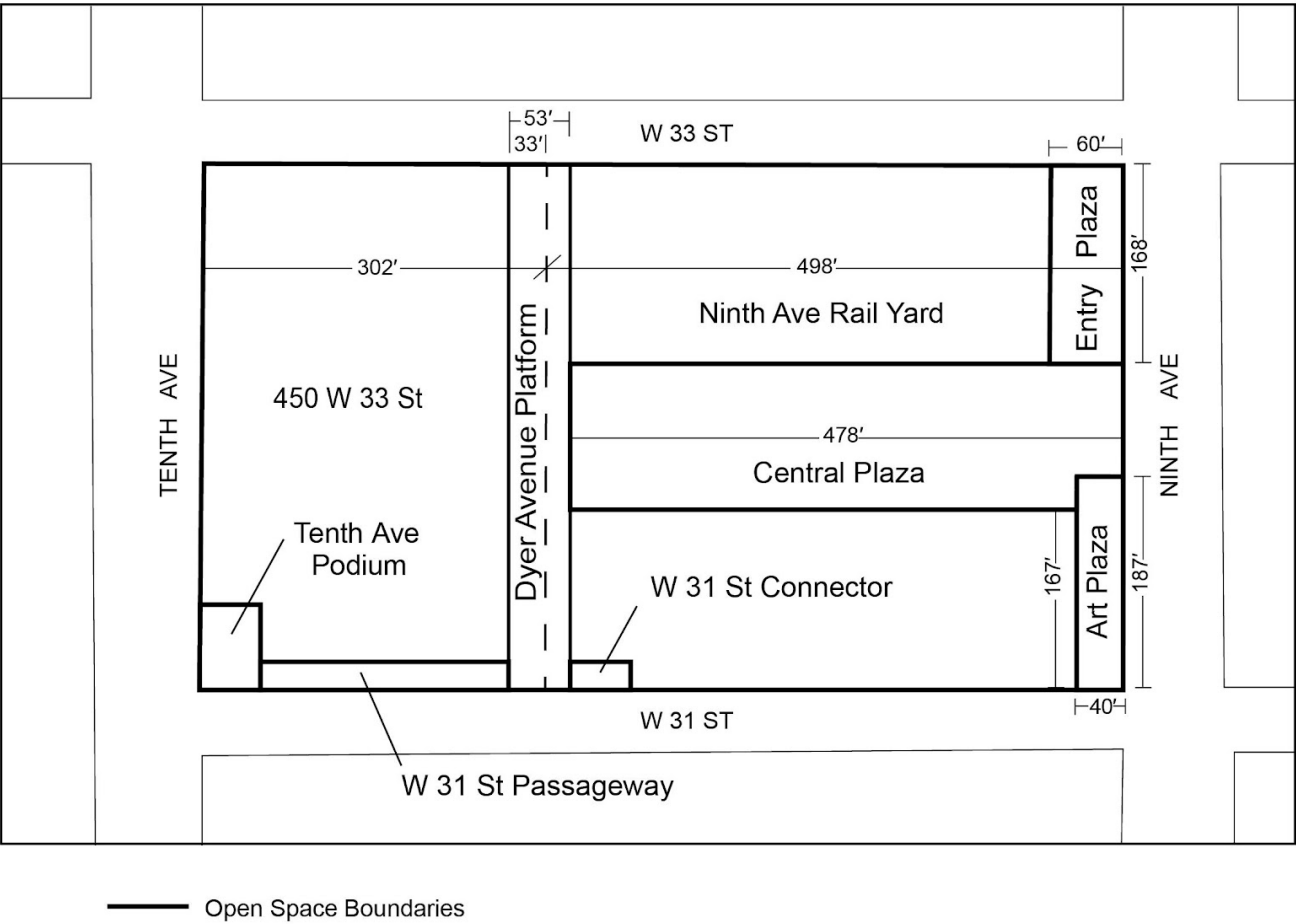 53′
33′
W 33 ST
60′
Entry Plaza
168′
302′
498′
Ninth Ave Rail Yard
Dyer Avenue Platform
TENTH AVE
450 W 33 St
NINTH AVE
478′
Central Plaza
Tenth Ave
Podium
W 31 St Connector
167′
Art Plaza
187′
40′
W 31 ST
W 31 St Passageway
Open Space Boundaries